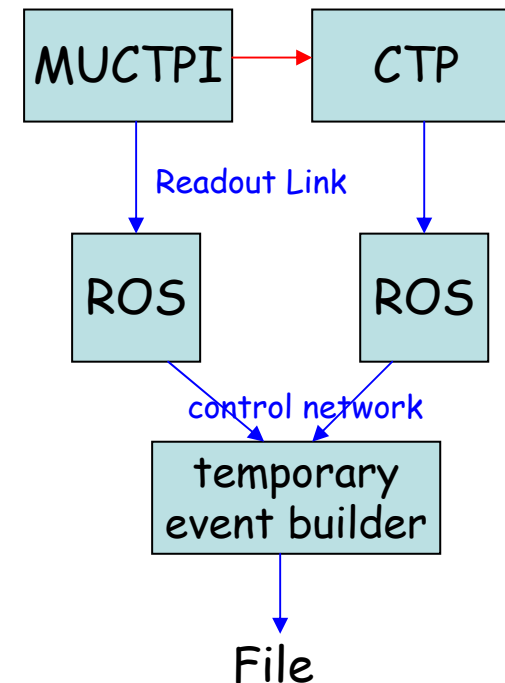 MUCTPI
CTP
Readout Link
ROS
ROS
control network
temporary
event builder
File